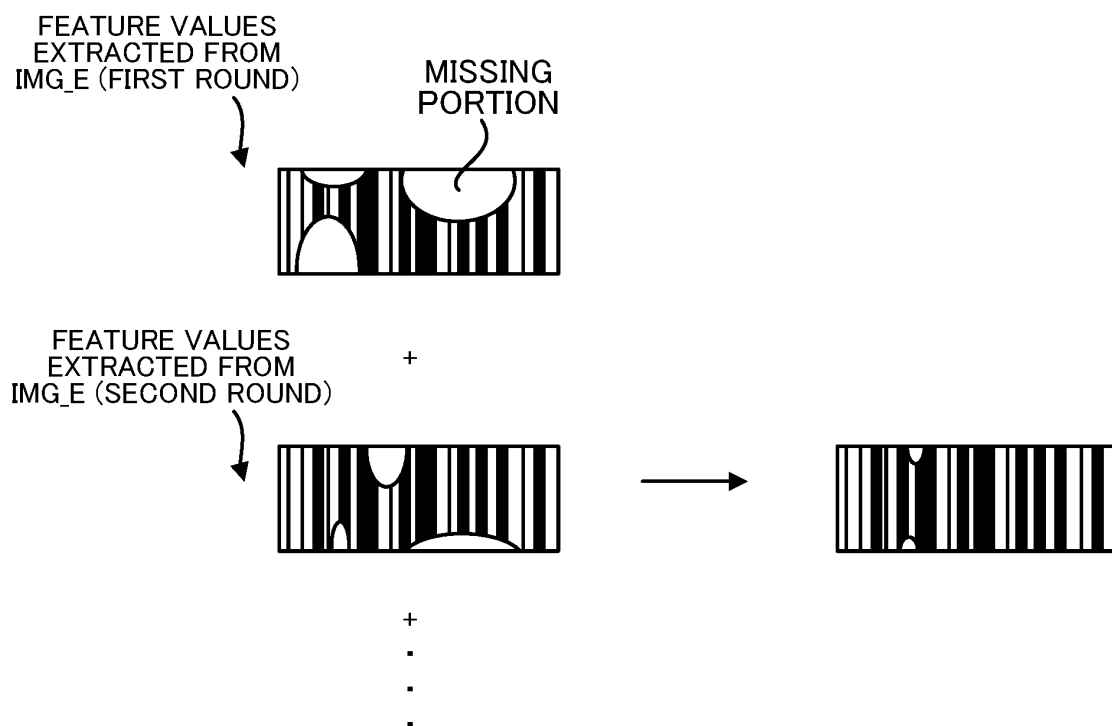 FEATURE VALUES
EXTRACTED FROM
IMG_E (FIRST ROUND)
MISSING
PORTION
+
FEATURE VALUES
EXTRACTED FROM
IMG_E (SECOND ROUND)
+